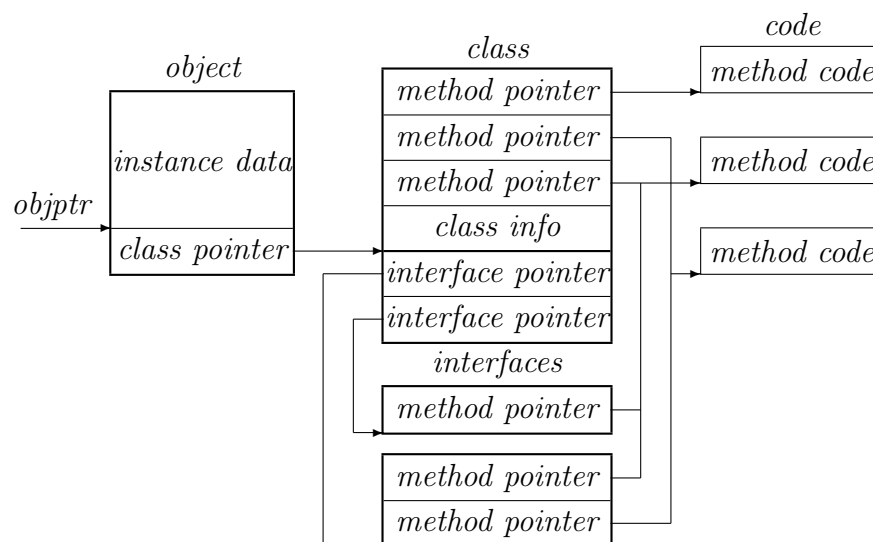 object
instance data
objptr
class pointer
class
method pointer
method pointer
method pointer
class info
interface pointer
interface pointer
interfaces
method pointer
method pointer
method pointer
code
method code
method code
method code